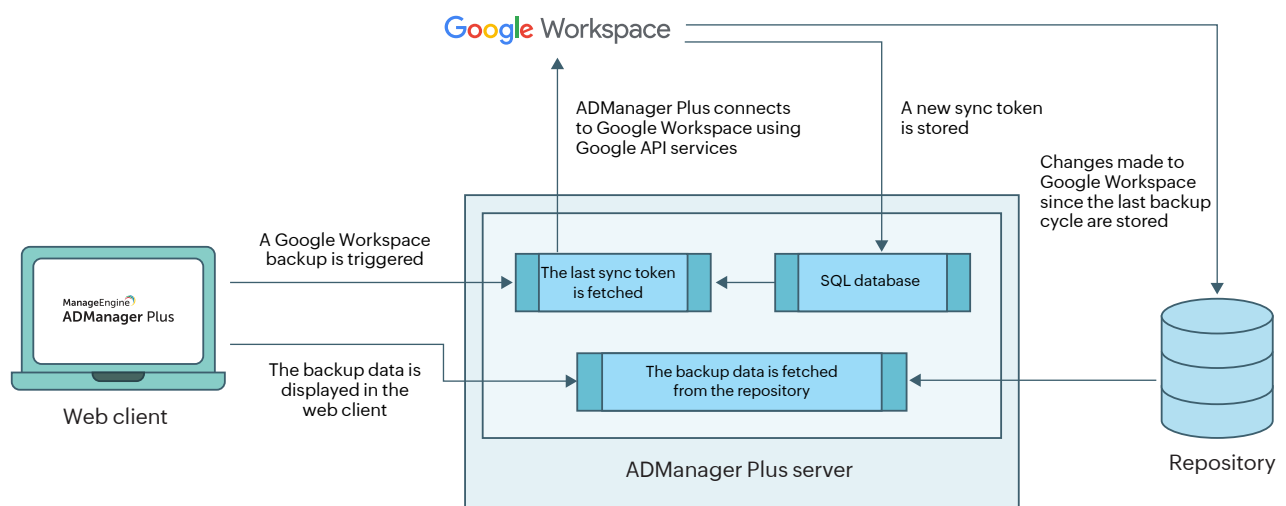 Google Workspace
ADManager Plus connects
to Google Workspace using
Google API services
A new sync token
is stored
Changes made to
Google Workspace
since the last backup
cycle are stored
A Google Workspace
backup is triggered
The last sync token
is fetched
SQL database
ManageEngine
ADManager Plus
The backup data is
displayed in the
web client
The backup data is fetched
from the repository
Web client
ADManager Plus server
Repository